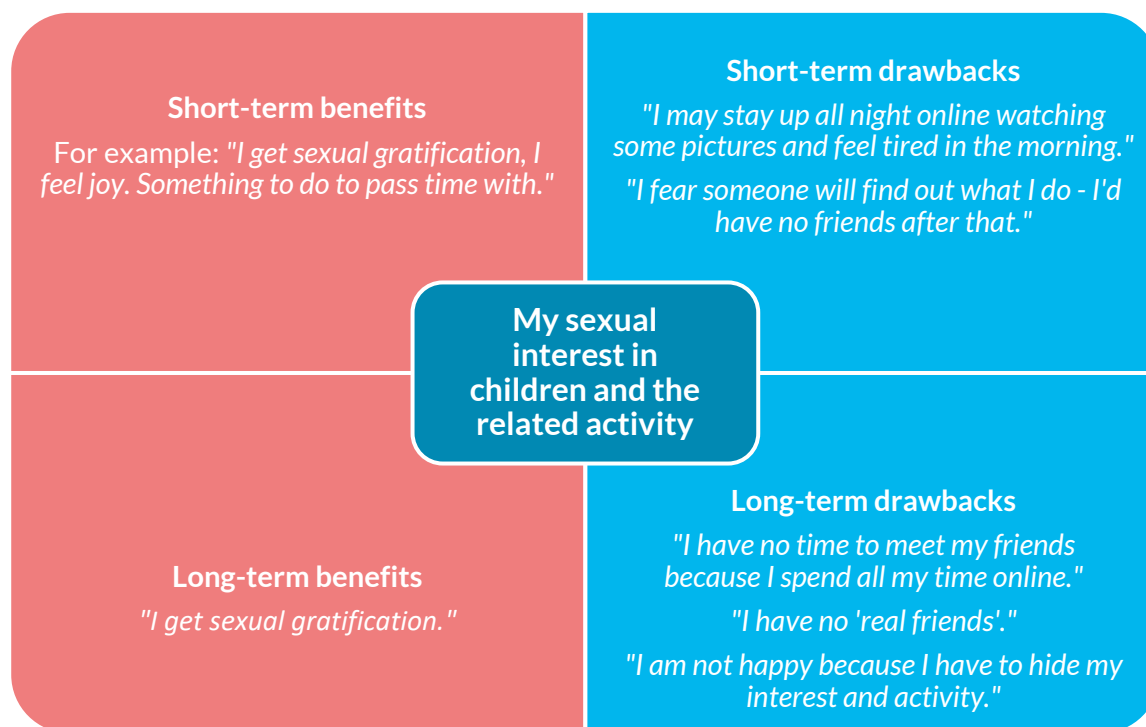 Short-term benefits
For example: "I get sexual gratification, I
feel joy. Something to do to pass time with."
Short-term drawbacks
"I may stay up all night online watching
some pictures and feel tired in the morning."
"I fear someone will find out what I do - I'd
have no friends after that."
My sexual
interest in
children and the
related activity
Long-term benefits
"I get sexual gratification."
Long-term drawbacks
"I have no time to meet my friends
because I spend all my time online."
"I have no 'real friends'."
"I am not happy because I have to hide my
interest and activity."